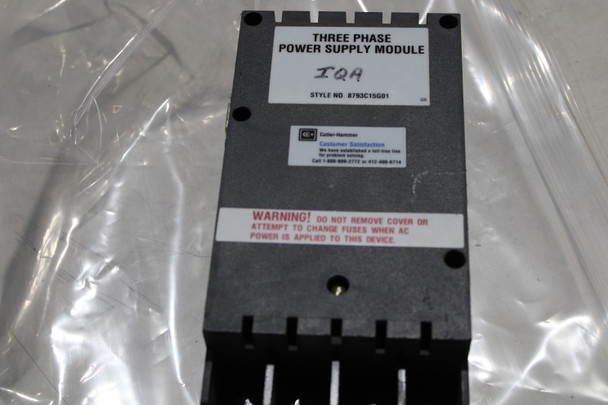 THREE PHASE
POWER SUPPLY MODULE
IQA
STYLE NO. 8793C15G01
Cutler-Hammer
Customer Satisfaction
We have established a toll-free line
for problem solving.
Call 1-800-809-2772 or 412-490-6714
WARNING! DO NOT REMOVE COVER OR
ATTEMPT TO CHANGE FUSES WHEN AC
POWER IS APPLIED TO THIS DEVICE.